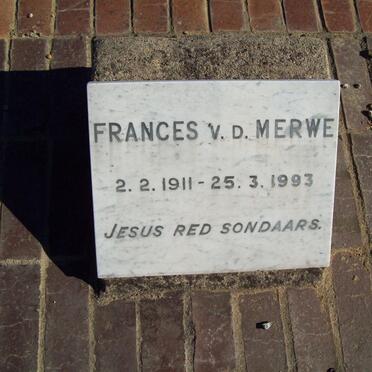 FRANCES V. D. MERWE
2. 2. 1911 - 25. 3. 1993
JESUS RED SONDAARS.